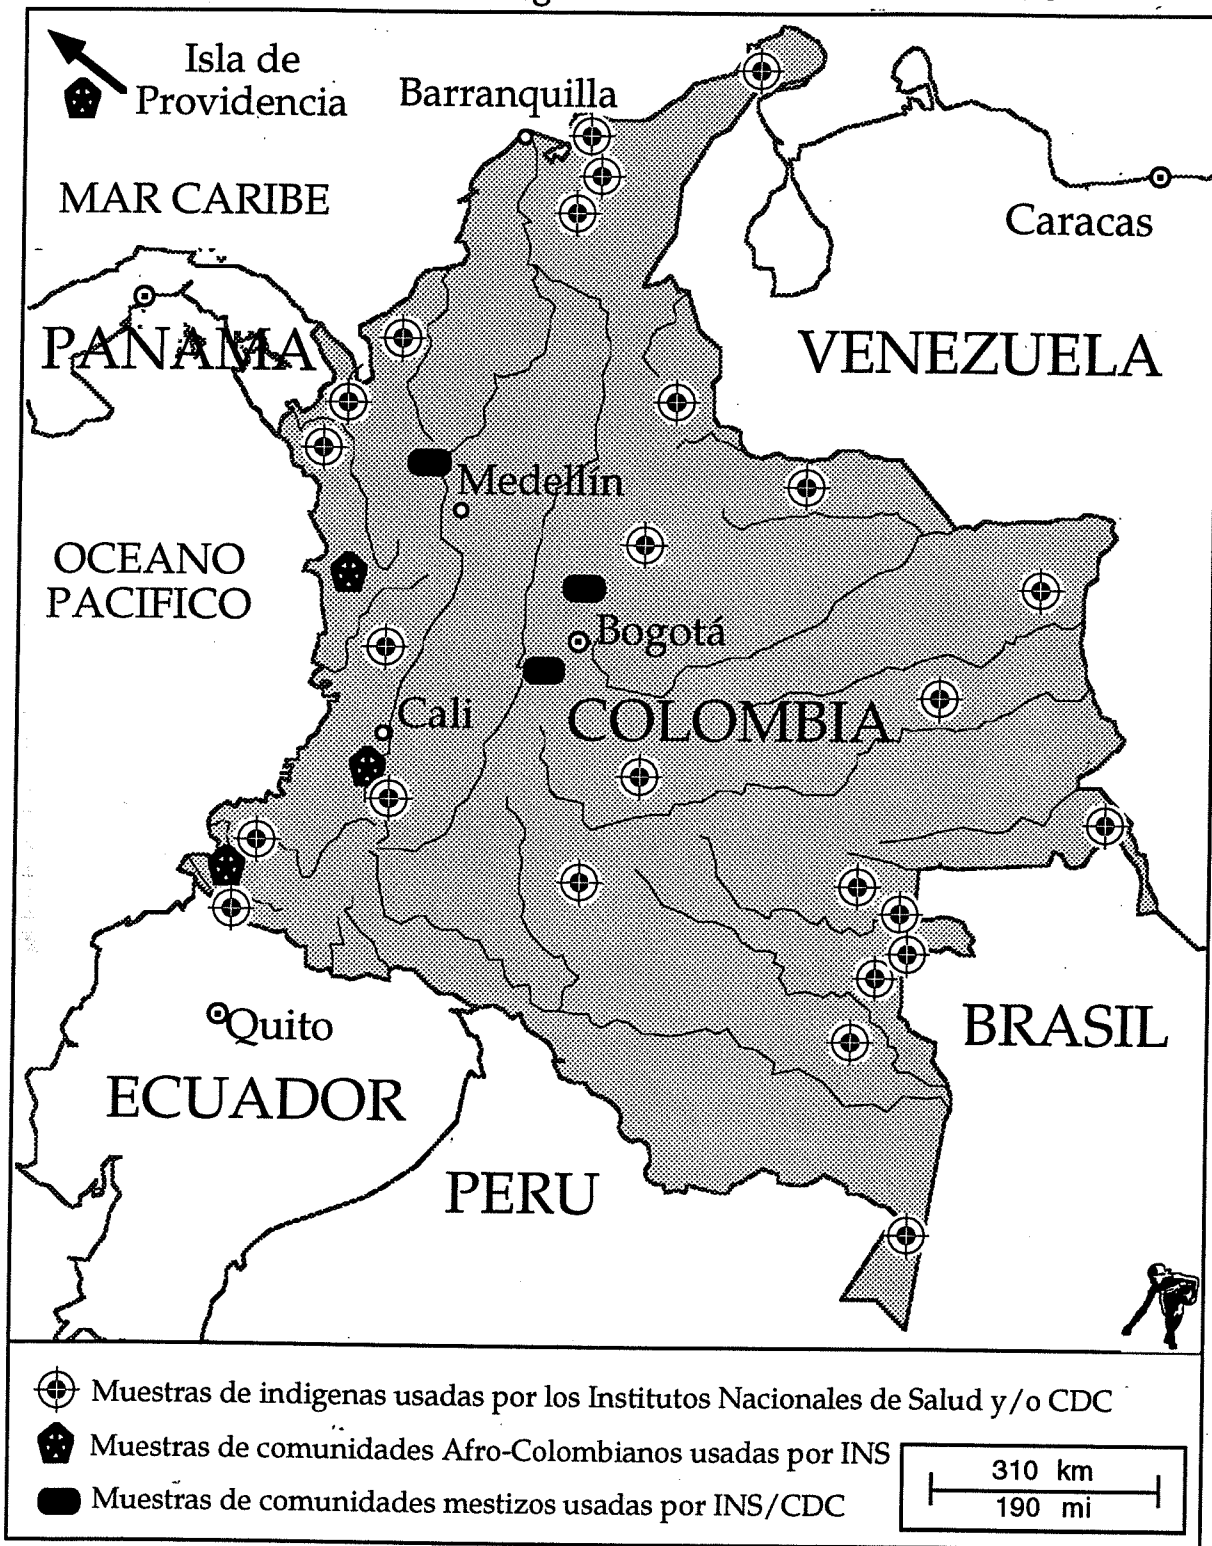 Isla de
Providencia
Barranquilla
MAR CARIBE
Caracas
PANAMA
VENEZUELA
Medellín
OCEANO
PACIFICO
Bogotá
Cali
COLOMBIA
Quito
BRASIL
ECUADOR
PERU
Muestras de indigenas usadas por los Institutos Nacionales de Salud y/o CDC
Muestras de comunidades Afro-Colombianos usadas por INS
Muestras de comunidades mestizos usadas por INS/CDC
310 km
190 mi